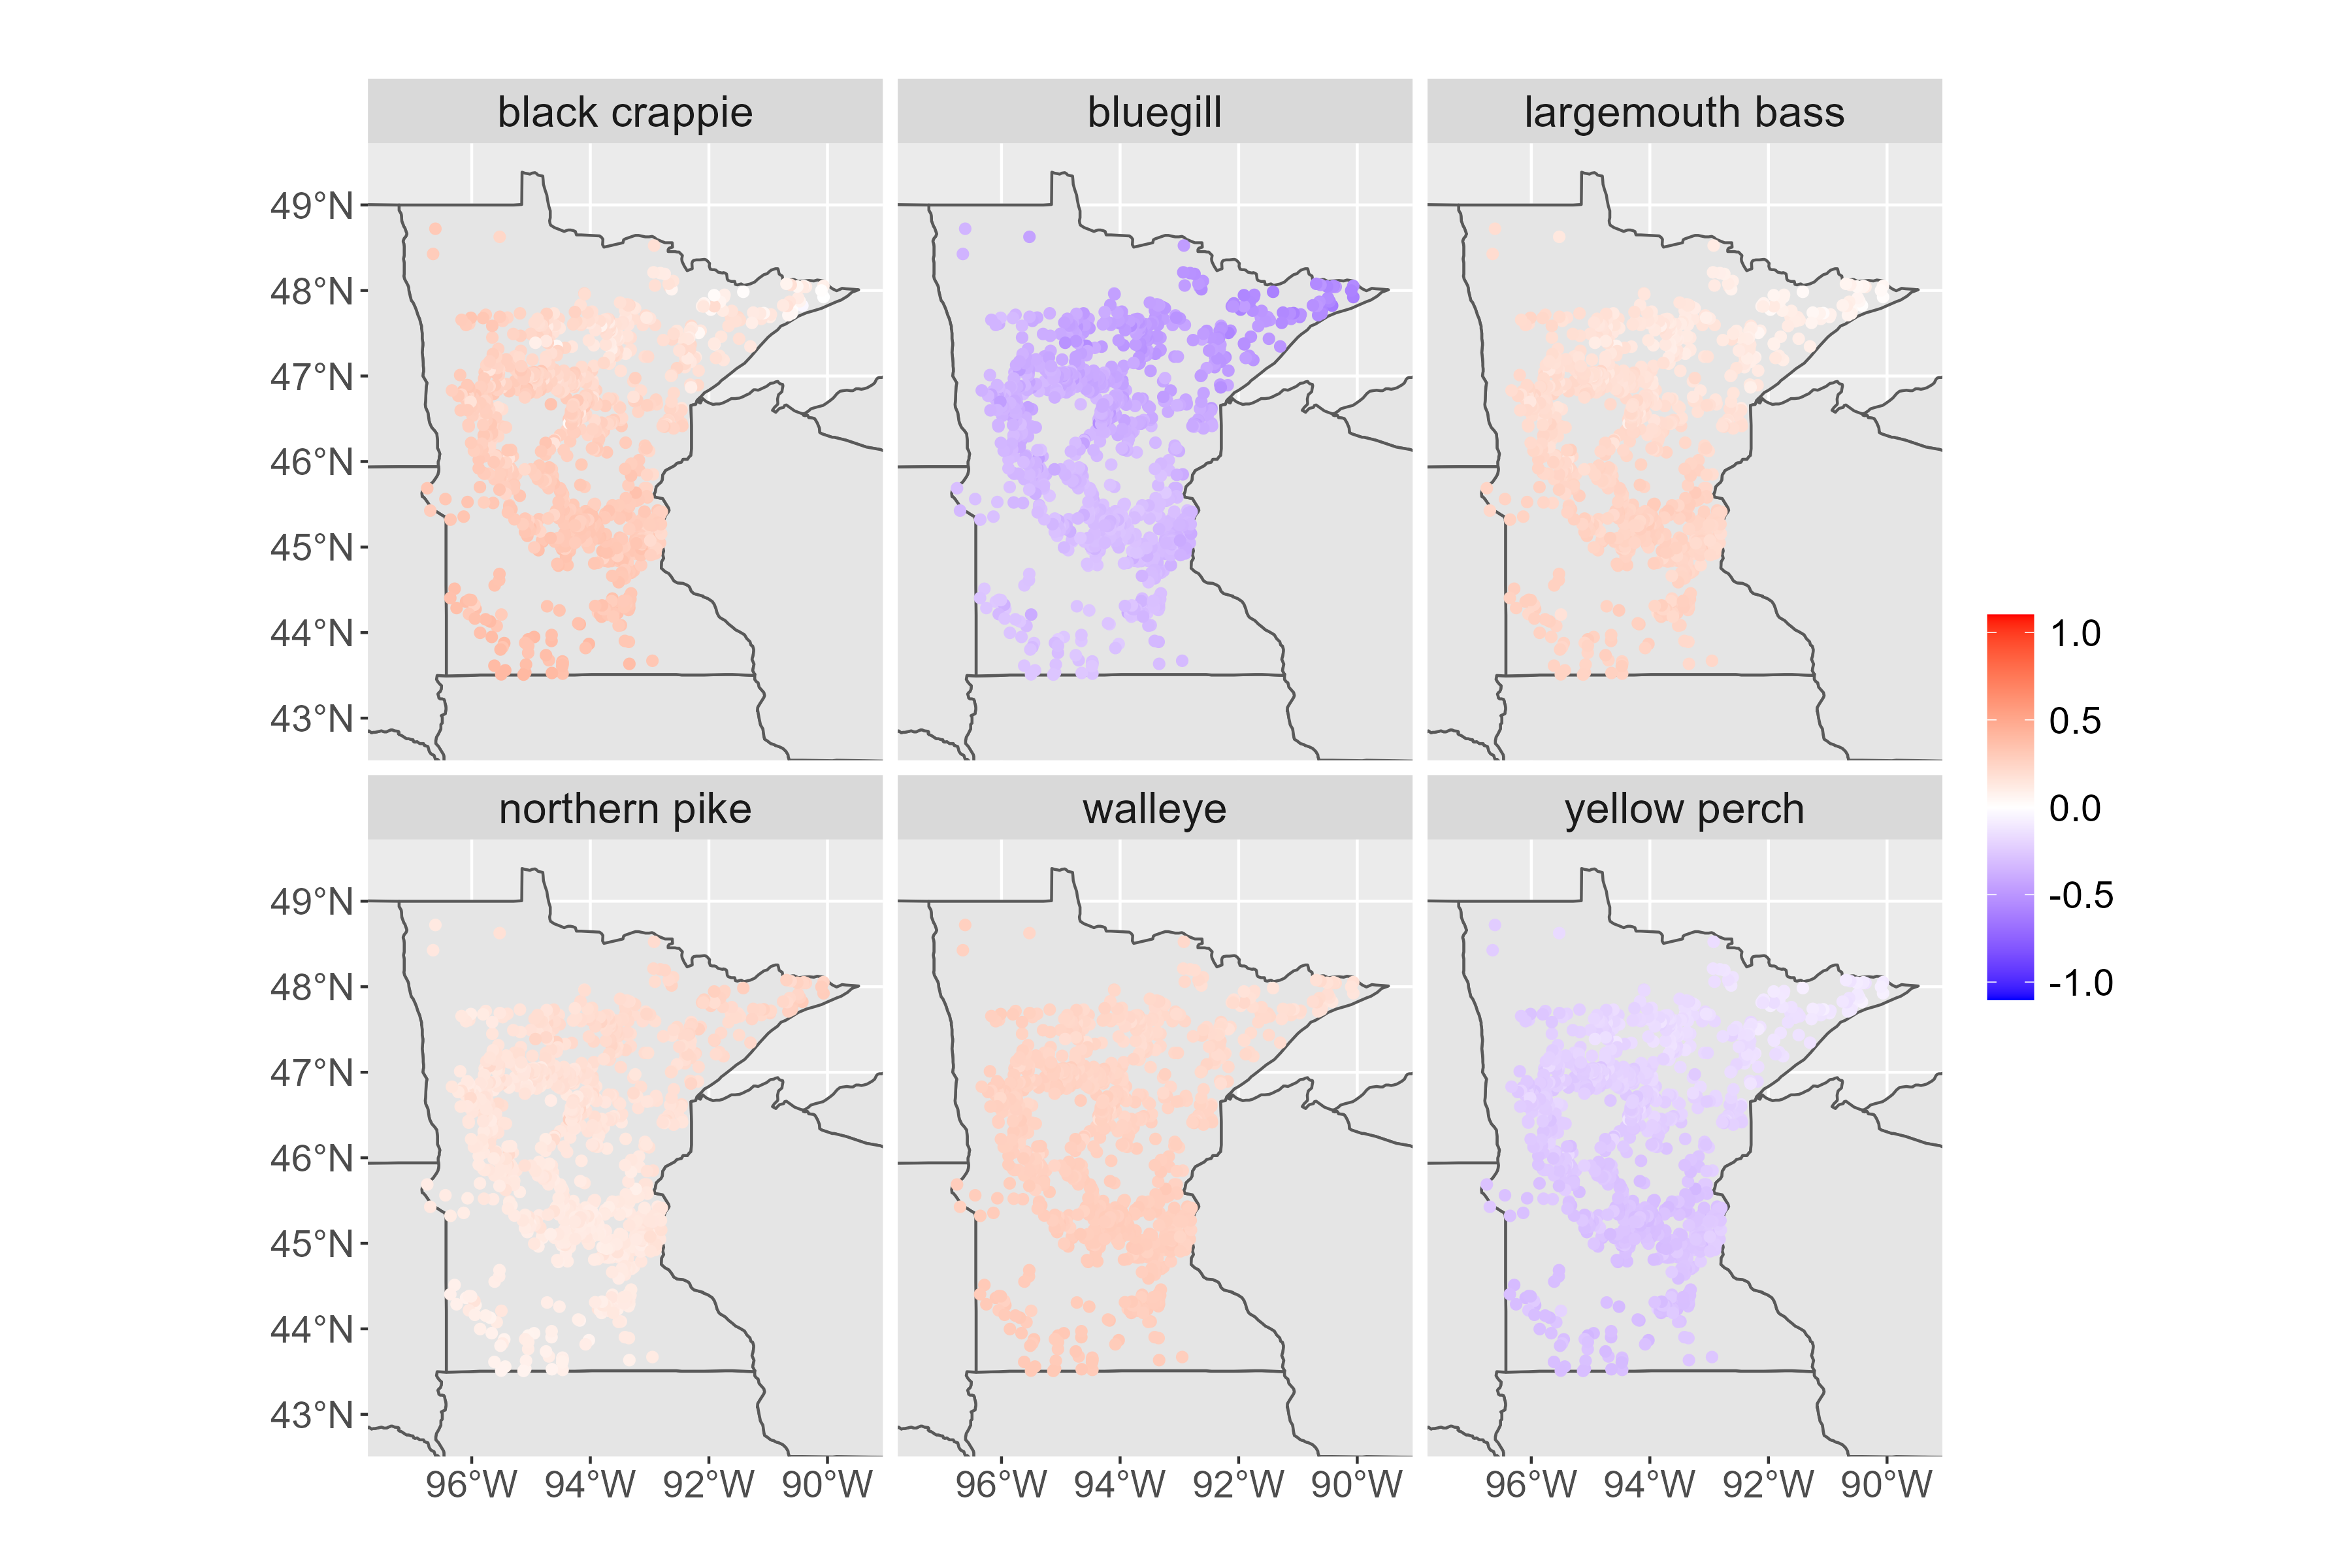 black crappie
bluegill
largemouth bass
49°N
48°N
47°N
46°N
45°N
44°N
43°N
northern pike
walleye
yellow perch
49°N
48°N
47°N
46°N
45°N
44°N
43°N
96°W 94°W 92°W 90°W
96°W 94°W 92°W 90°W
96°W 94°W 92°W 90°W
1.0
0.5
0.0
-0.5
-1.0